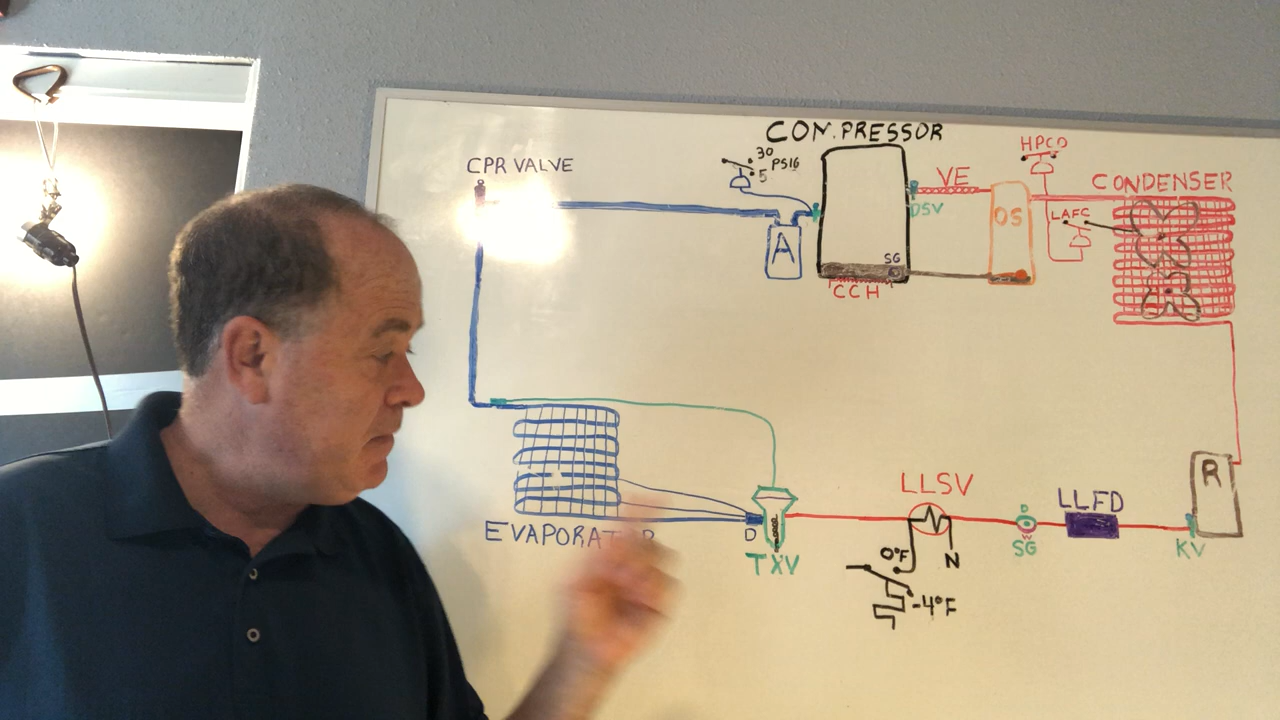 COMPRESSOR
CPR VALVE
30
PSIG
5
HPCO
VE
CONDENSER
DSV
OS
LAFC
A
SG
CCH
R
LLSV
LLFD
EVAPORATOR
D
TXV
D
W
SG
KV
0°F
N
-4°F